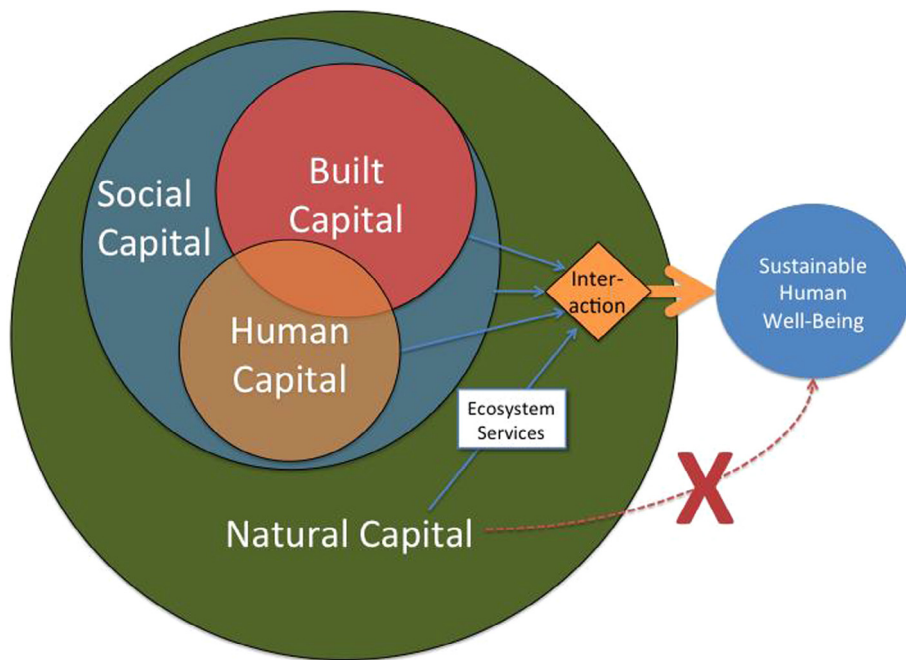 Social
Capital
Built
Capital
Human
Capital
Inter-
action
Sustainable
Human
Well-Being
Ecosystem
Services
Natural Capital
X